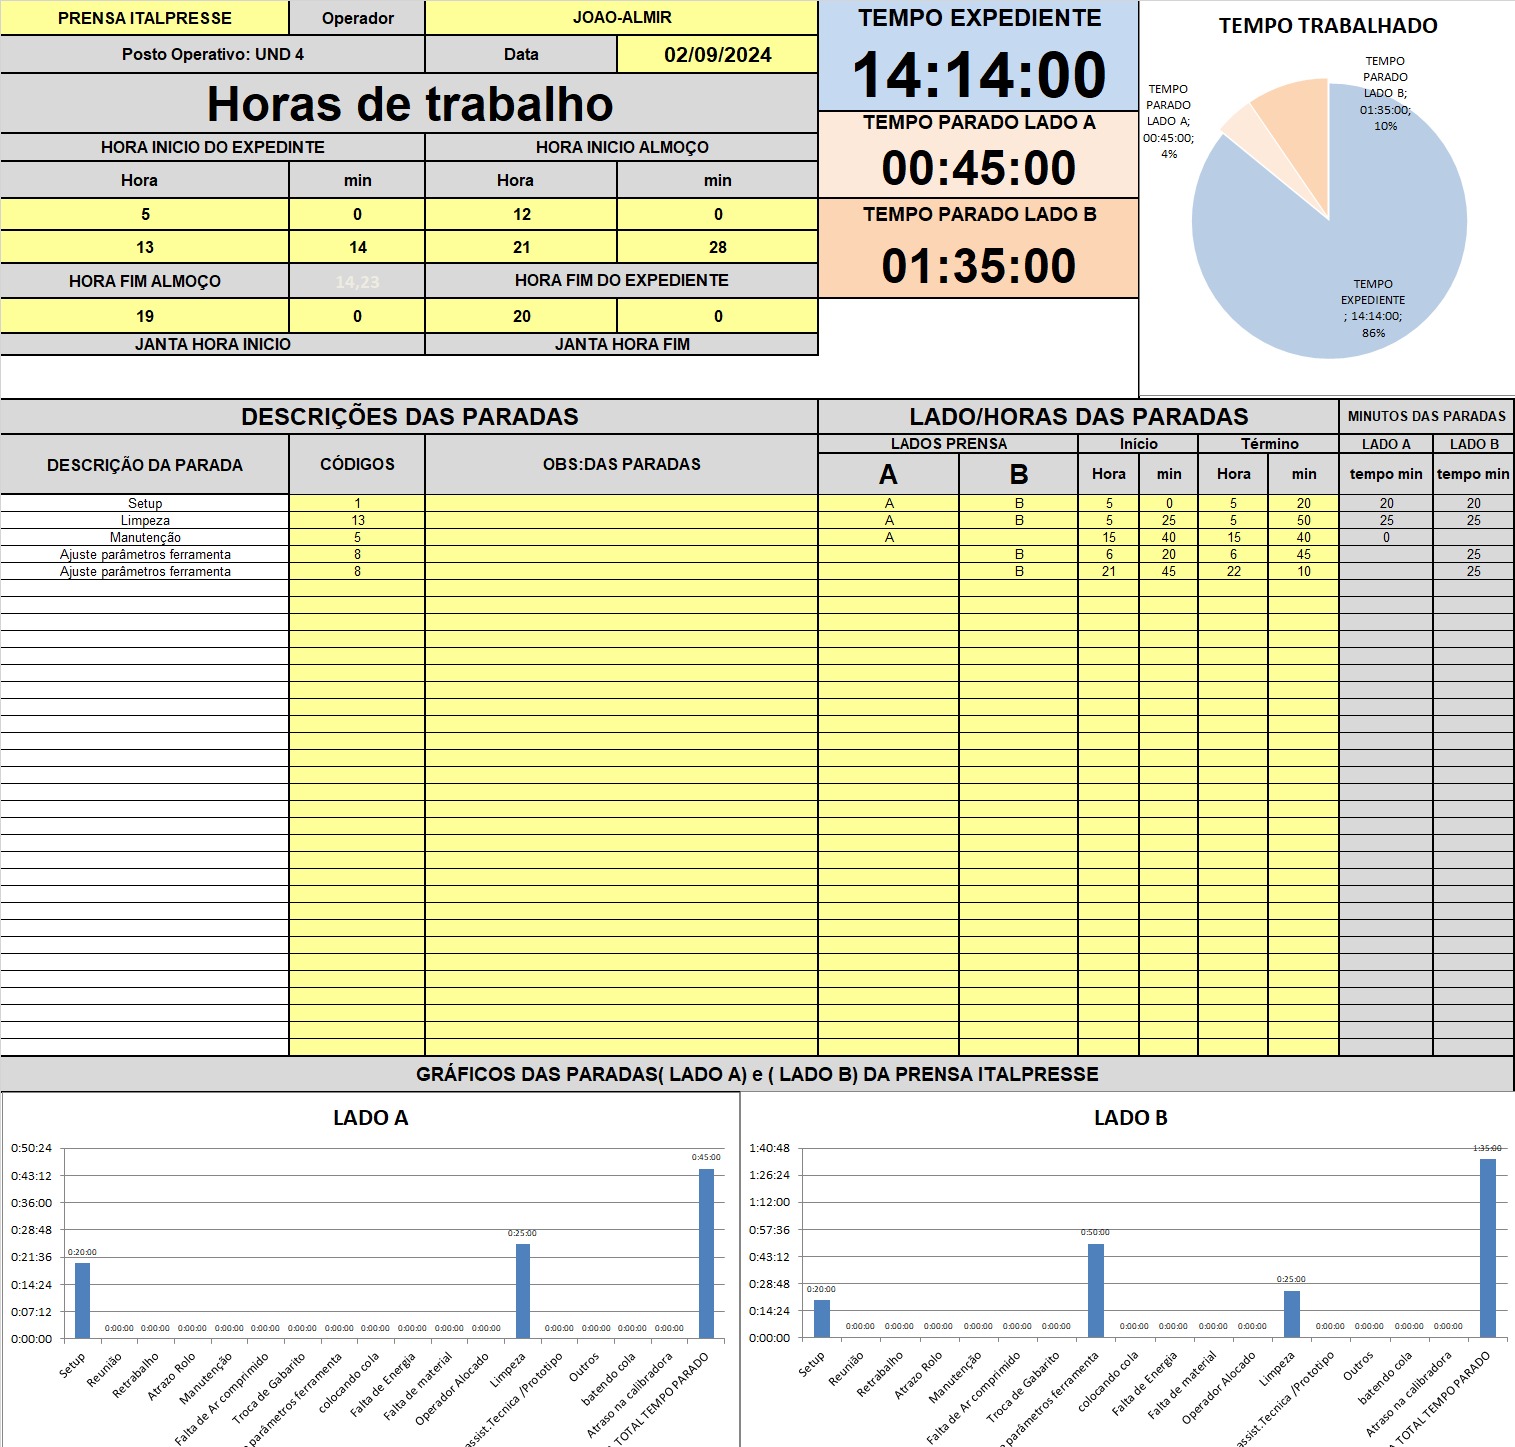 PRENSA ITALPRESSE Operador JOAO-ALMIR
Posto Operativo: UND 4 Data 02/09/2024
Horas de trabalho
HORA INICIO DO EXPEDINTE HORA INICIO ALMOÇO
Hora min Hora min
5 0 12 0
13 14 21 28
HORA FIM ALMOÇO 14,23 HORA FIM DO EXPEDIENTE
19 0 20 0
JANTA HORA INICIO JANTA HORA FIM
TEMPO EXPEDIENTE
14:14:00
TEMPO PARADO LADO A
00:45:00
TEMPO PARADO LADO B
01:35:00
TEMPO TRABALHADO
TEMPO
PARADO
LADO A;
00:45:00;
4%
TEMPO
PARADO
LADO B;
01:35:00;
10%
TEMPO
EXPEDIENTE
; 14:14:00;
86%
DESCRIÇÕES DAS PARADAS LADO/HORAS DAS PARADAS MINUTOS DAS PARADAS
LADOS PRENSA Início Término LADO A LADO B
DESCRIÇÃO DA PARADA CÓDIGOS OBS:DAS PARADAS A B Hora min Hora min tempo min tempo min
Setup 1 A B 5 0 5 20 20 20
Limpeza 13 A B 5 25 5 50 25 25
Manutenção 5 A 15 40 15 40 0
Ajuste parâmetros ferramenta 8 B 6 20 6 45 25
Ajuste parâmetros ferramenta 8 B 21 45 22 10 25
GRÁFICOS DAS PARADAS( LADO A) e ( LADO B) DA PRENSA ITALPRESSE
LADO A
0:50:24
0:43:12
0:36:00
0:28:48
0:21:36
0:14:24
0:07:12
0:00:00
0:20:00 0:00:00 0:00:00 0:00:00 0:00:00 0:00:00 0:00:00 0:00:00 0:00:00 0:00:00 0:00:00 0:00:00 0:25:00 0:00:00 0:00:00 0:00:00 0:00:00 0:45:00
Setup
Reunião
Retrabalho
Atrazo Rolo
Manutenção
Falta de Ar comprimido
Troca de Gabarito
parâmetros ferramenta
colocando cola
Falta de Energia
Falta de material
Operador Alocado
Limpeza
assist.Tecnica /Prototipo
Outros
batendo cola
Atraso na calibradora
TOTAL TEMPO PARADO
LADO B
1:40:48
1:26:24
1:12:00
0:57:36
0:43:12
0:28:48
0:14:24
0:00:00
0:20:00 0:00:00 0:00:00 0:00:00 0:00:00 0:00:00 0:00:00 0:50:00 0:00:00 0:00:00 0:00:00 0:00:00 0:25:00 0:00:00 0:00:00 0:00:00 0:00:00 1:35:00
Setup
Reunião
Retrabalho
Atrazo Rolo
Manutenção
Falta de Ar comprimido
Troca de Gabarito
parâmetros ferramenta
colocando cola
Falta de Energia
Falta de material
Operador Alocado
Limpeza
assist.Tecnica /Prototipo
Outros
batendo cola
Atraso na calibradora
A TOTAL TEMPO PARADO